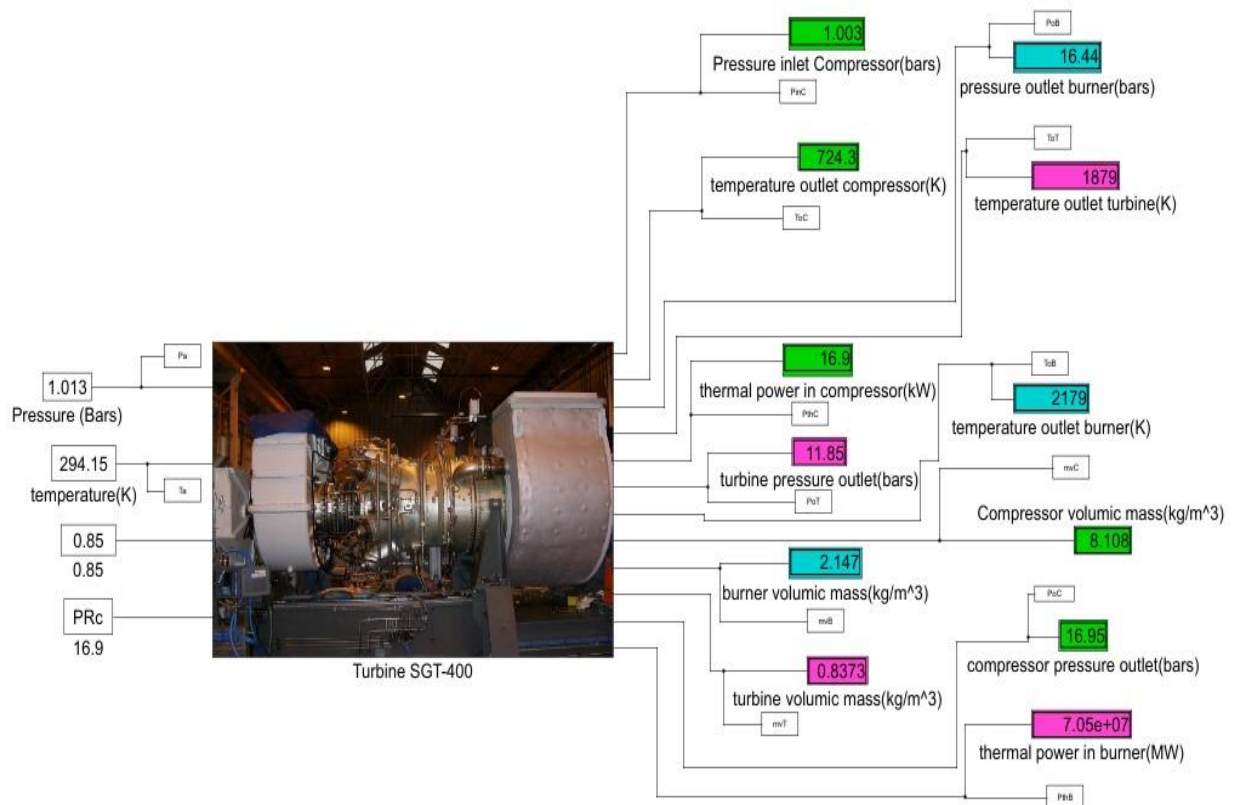 1.003
Pressure inlet Compressor(bars)
PinC
PoB
16.44
pressure outlet burner(bars)
724.3
temperature outlet compressor(K)
ToC
ToT
1879
temperature outlet turbine(K)
Pa
1.013
Pressure (Bars)
294.15
temperature(K)
Ta
0.85
0.85
PRc
16.9
Turbine SGT-400
16.9
thermal power in compressor(kW)
PthC
11.85
turbine pressure outlet(bars)
PoT
ToB
2179
temperature outlet burner(K)
mvC
Compressor volumic mass(kg/m^3)
8.108
2.147
burner volumic mass(kg/m^3)
mvB
0.8373
turbine volumic mass(kg/m^3)
mvT
PoC
16.95
compressor pressure outlet(bars)
7.05e+07
thermal power in burner(MW)
PthB